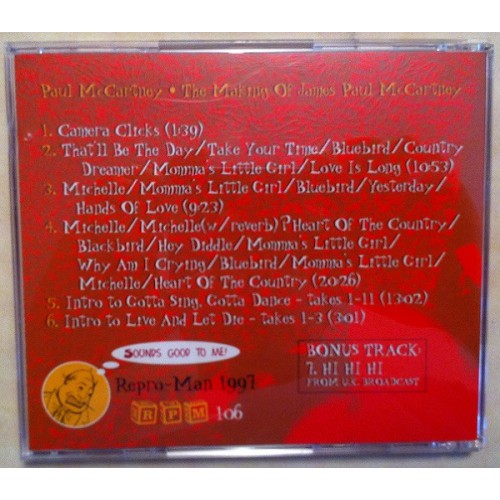 Paul McCartney • The Making Of James Paul McCartney
1. Camera Clicks (1:39)
2. That'll Be The Day/Take Your Time/Bluebird/Country
Dreamer/Momma's Little Girl/Love Is Long (10:53)
3. Michelle/Momma's Little Girl/Bluebird/Yesterday/
Hands Of Love (9:23)
4. Michelle/Michelle(w/reverb)?Heart Of The Country/
Blackbird/Hey Diddle/Momma's Little Girl/
Why Am I Crying/Bluebird/Momma's Little Girl/
Michelle/Heart Of The Country (20:26)
5. Intro to Gotta Sing, Gotta Dance - takes 1-11 (13:02)
6. Intro to Live And Let Die - takes 1-3 (3:01)
SOUNDS GOOD TO ME!
Repro-Man 1997
RPM 106
BONUS TRACK:
7. HI HI HI
FROM U.K. BROADCAST